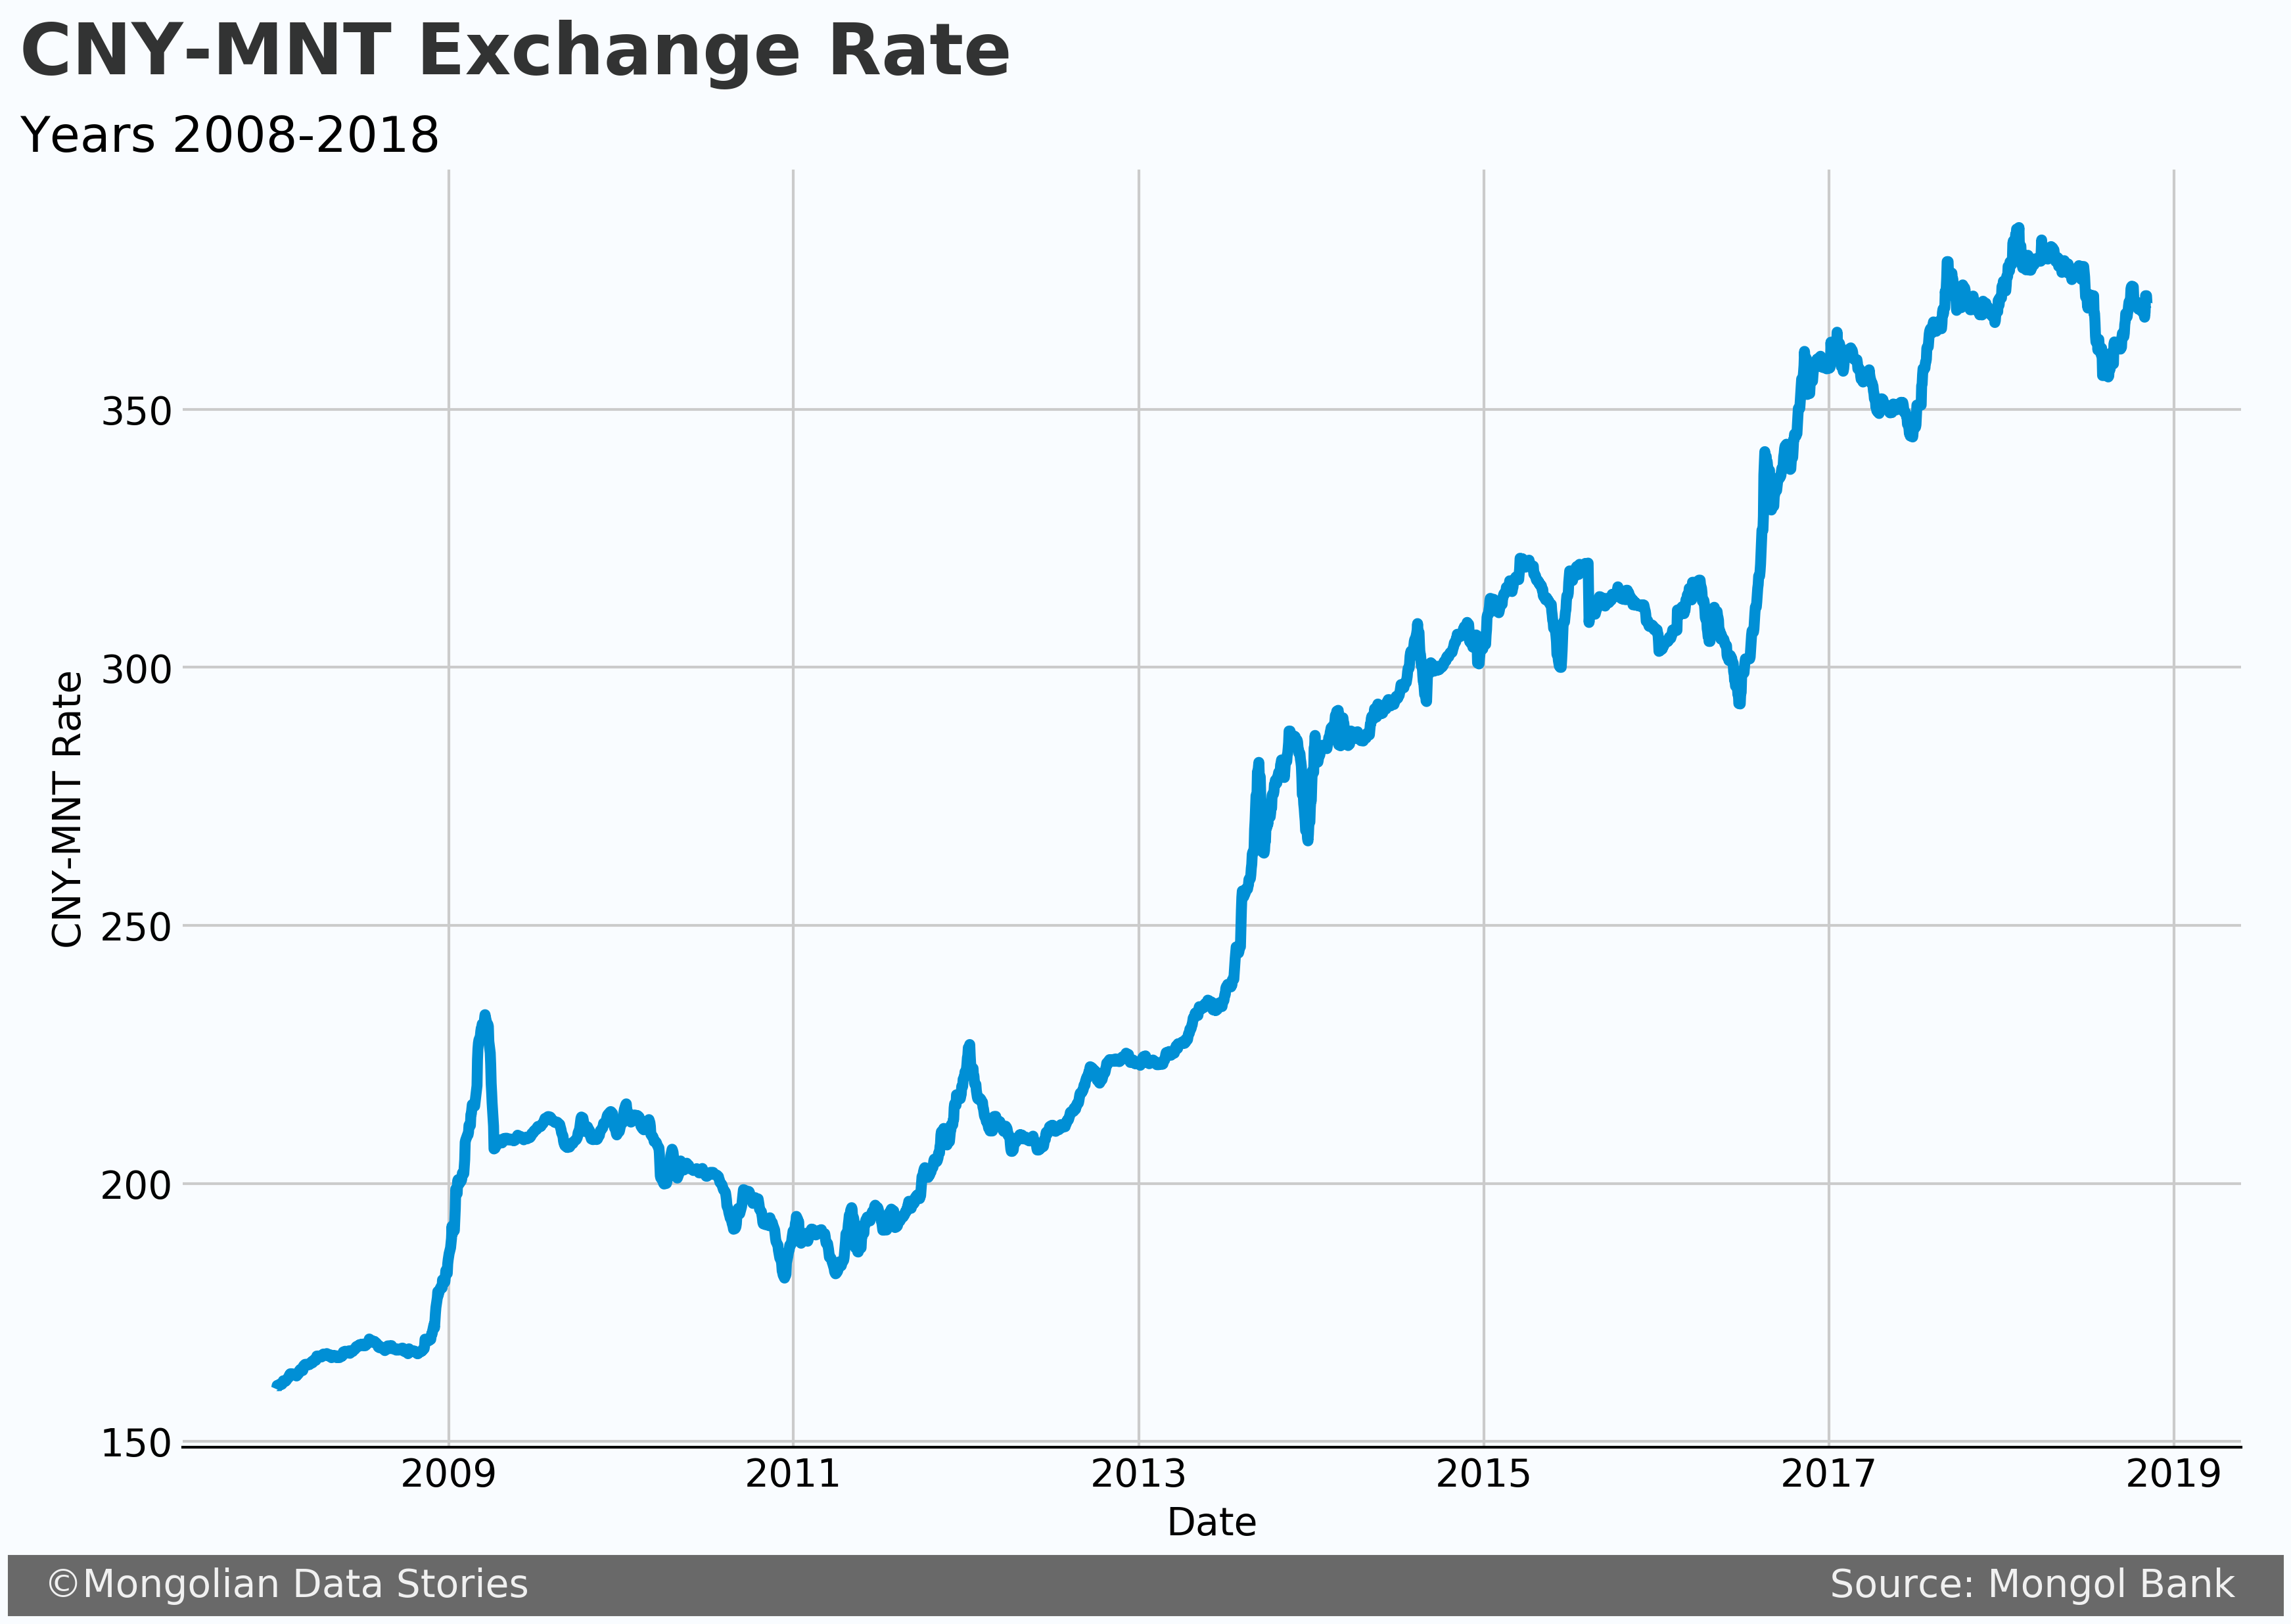 CNY-MNT Exchange Rate
Years 2008-2018
CNY-MNT Rate
350
300
250
200
150
2009 2011 2013 2015 2017 2019
Date
©Mongolian Data Stories
Source: Mongol Bank